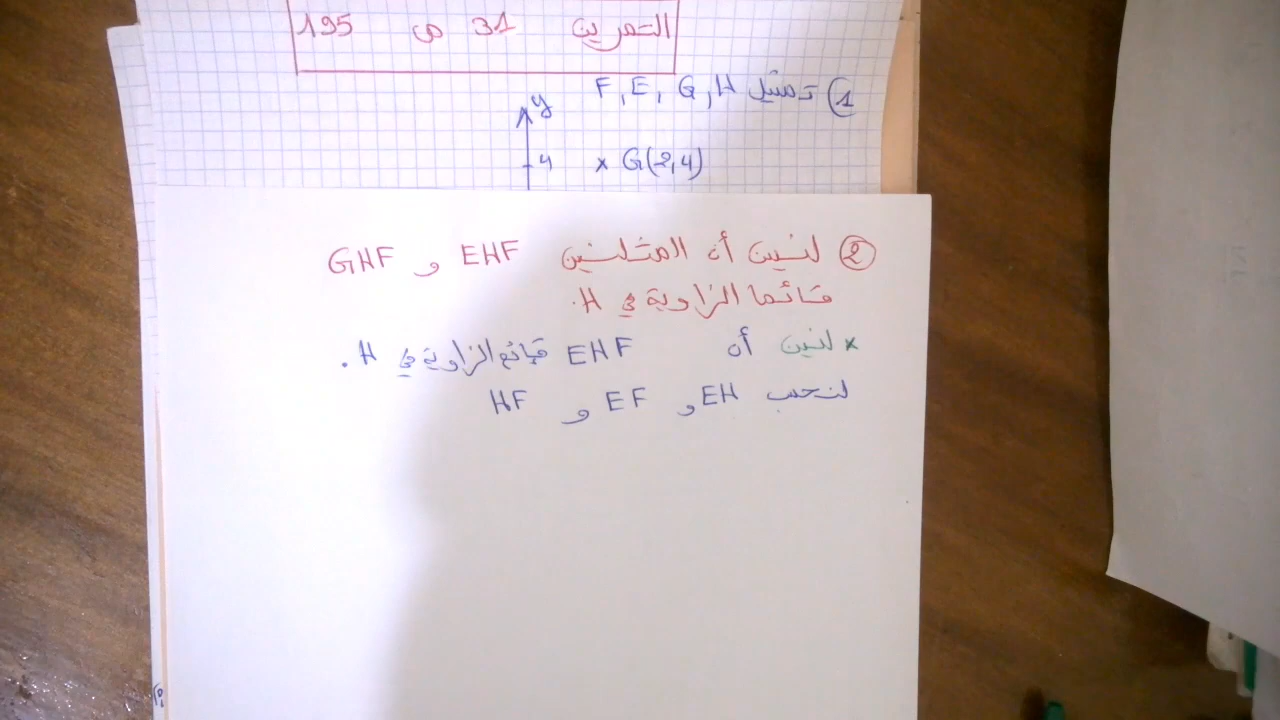 التمرين 31 ص 195
① تمثيل F, E, G, H
y
4 × G(2,4)
② لنبين أن المثلثين EHF و GHF
قائما الزاوية في H.
× لنبين أن EHF قائم الزاوية في H.
لنحسب EH و EF و HF